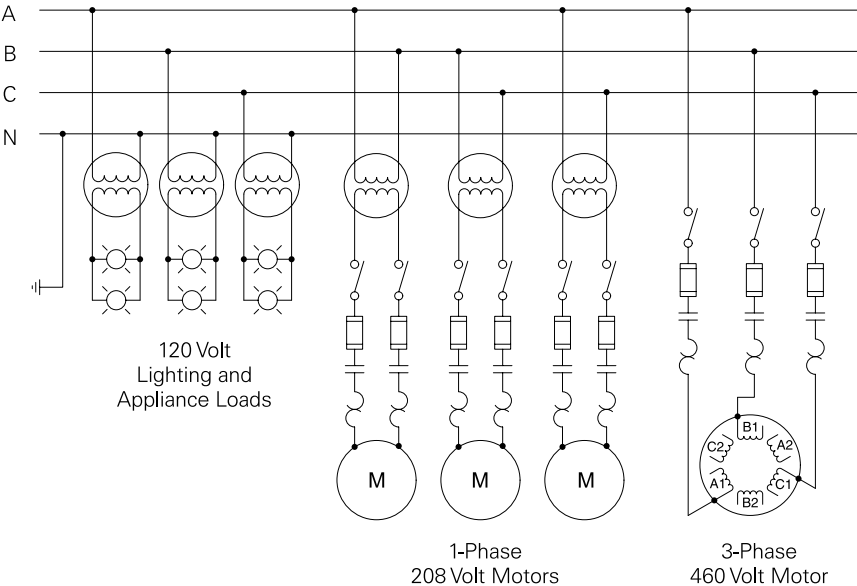 A
B
C
N
120 Volt
Lighting and
Appliance Loads
M
M
M
1-Phase
208 Volt Motors
B1
C2
A2
A1
C1
B2
3-Phase
460 Volt Motor